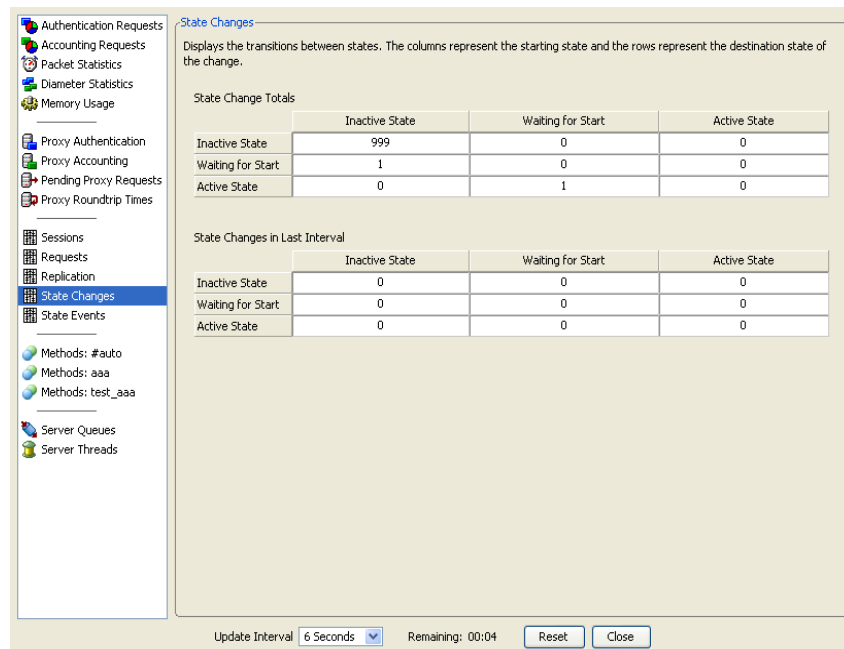 Authentication Requests
Accounting Requests
Packet Statistics
Diameter Statistics
Memory Usage
Proxy Authentication
Proxy Accounting
Pending Proxy Requests
Proxy Roundtrip Times
Sessions
Requests
Replication
State Changes
State Events
Methods: #auto
Methods: aaa
Methods: test_aaa
Server Queues
Server Threads
State Changes
Displays the transitions between states. The columns represent the starting state and the rows represent the destination state of
the change.
State Change Totals
Inactive State Waiting for Start Active State
Inactive State 999 0 0
Waiting for Start 1 0 0
Active State 0 1 0
State Changes in Last Interval
Inactive State Waiting for Start Active State
Inactive State 0 0 0
Waiting for Start 0 0 0
Active State 0 0 0
Update Interval 6 Seconds Remaining: 00:04 Reset Close